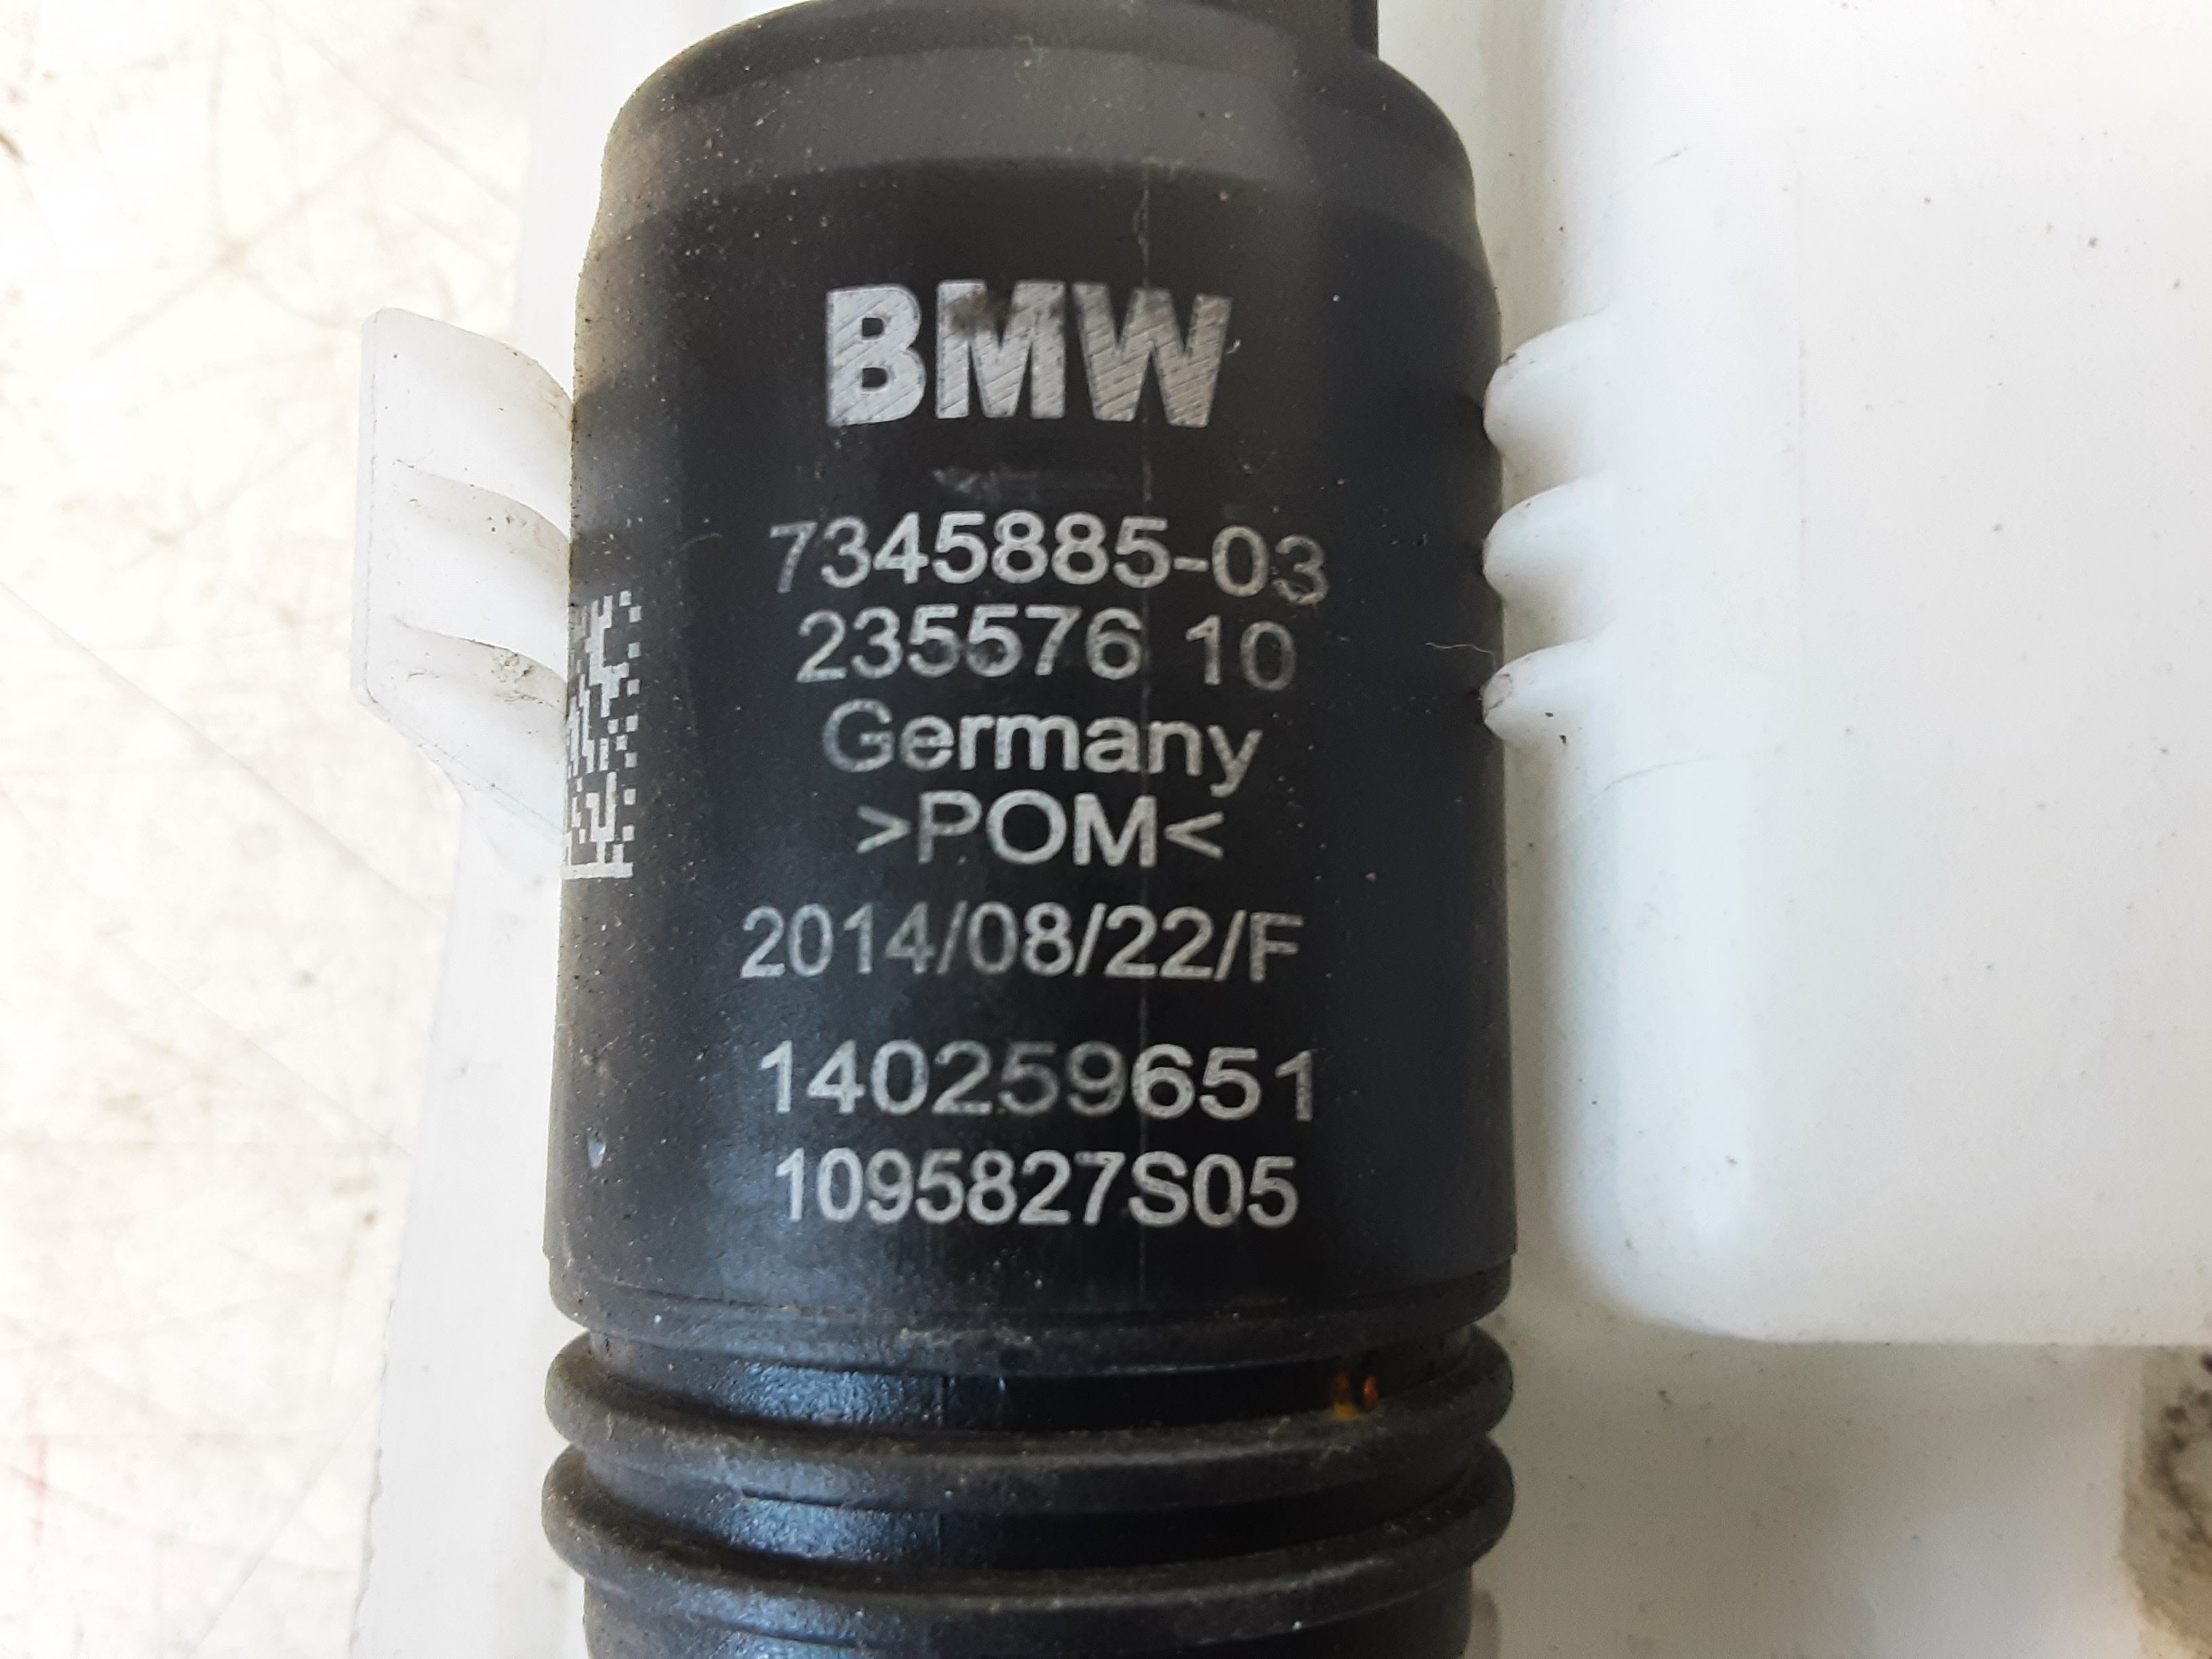 BMW
7345885-03
235576 10
Germany
>POM<
2014/08/22/F
140259651
1095827S05